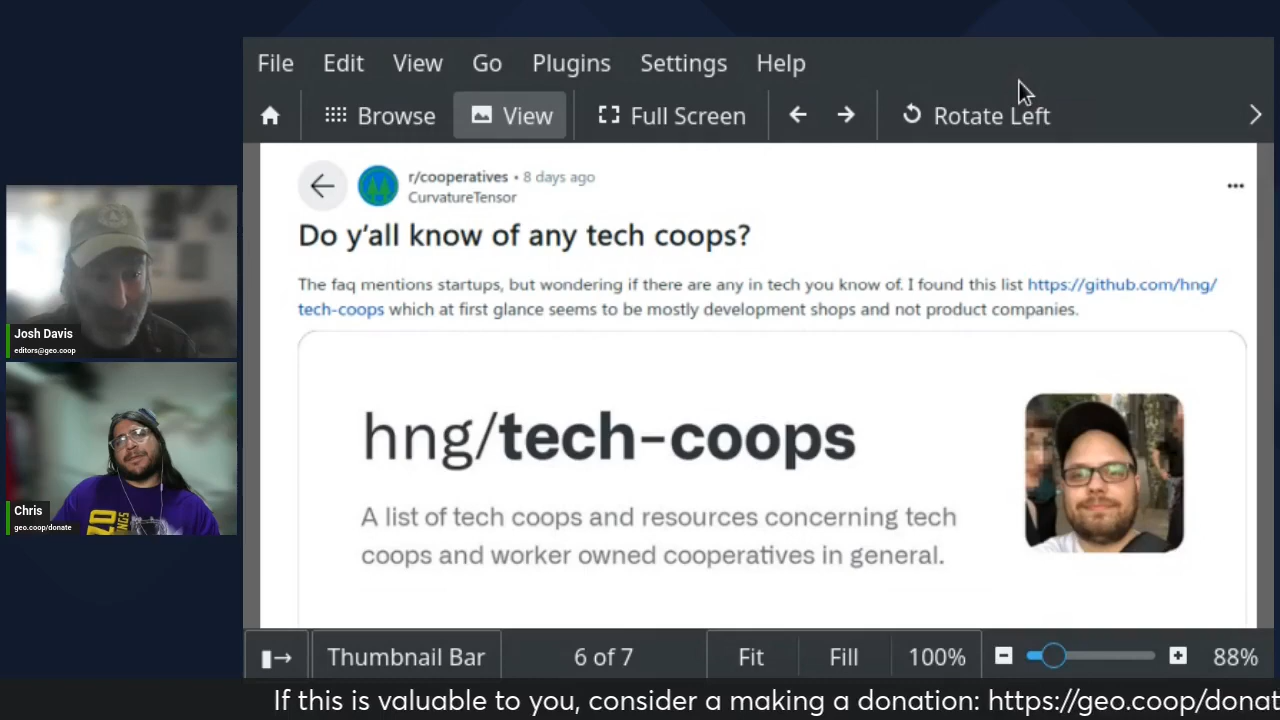 File Edit View Go Plugins Settings Help
Browse View Full Screen Rotate Left
r/cooperatives • 8 days ago
CurvatureTensor
Do y'all know of any tech coops?
The faq mentions startups, but wondering if there are any in tech you know of. I found this list https://github.com/hng/
tech-coops which at first glance seems to be mostly development shops and not product companies.
hng/tech-coops
A list of tech coops and resources concerning tech
coops and worker owned cooperatives in general.
Josh Davis
editors@geo.coop
Chris
geo.coop/donate
Thumbnail Bar 6 of 7 Fit Fill 100% 88%
If this is valuable to you, consider a making a donation: https://geo.coop/donat